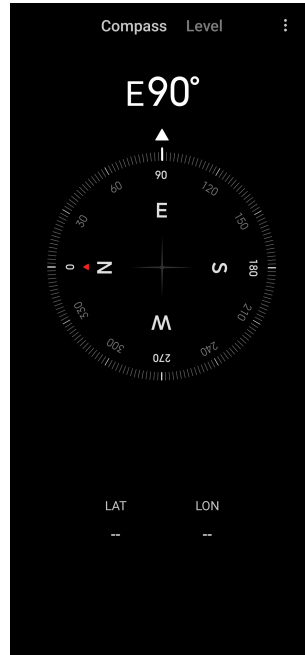 Compass Level
E90°
90
60 120
E
30 150
0 N S 180
330 210
W
300 240
270
LAT LON
-- --